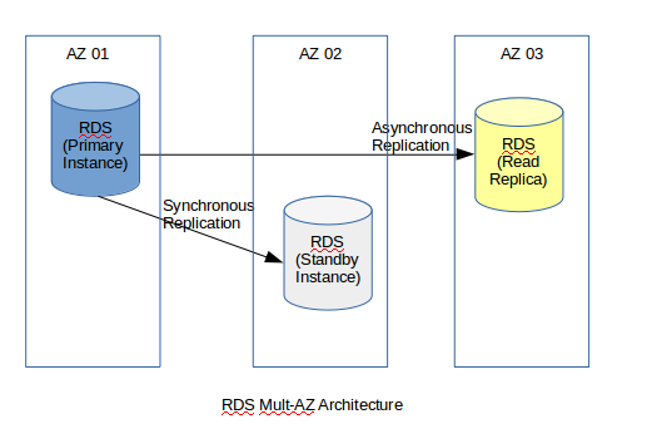 AZ 01
AZ 02
AZ 03
RDS
(Primary
Instance)
Asynchronous
Replication
RDS
(Read
Replica)
Synchronous
Replication
RDS
(Standby
Instance)
RDS Mult-AZ Architecture